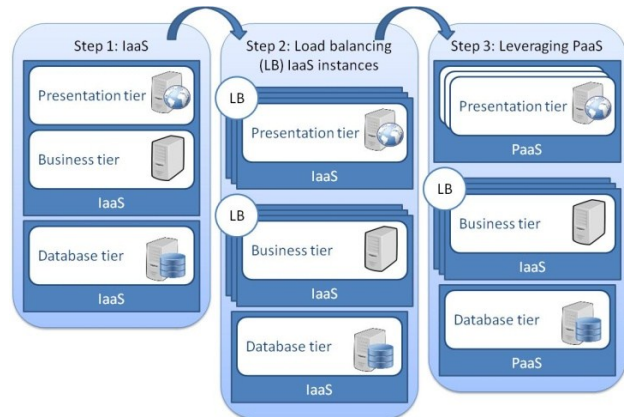 Step 1: IaaS
Presentation tier
Business tier
IaaS
Database tier
IaaS
Step 2: Load balancing
(LB) IaaS instances
LB
Presentation tier
IaaS
LB
Business tier
IaaS
Database tier
IaaS
Step 3: Leveraging PaaS
Presentation tier
PaaS
LB
Business tier
IaaS
Database tier
PaaS